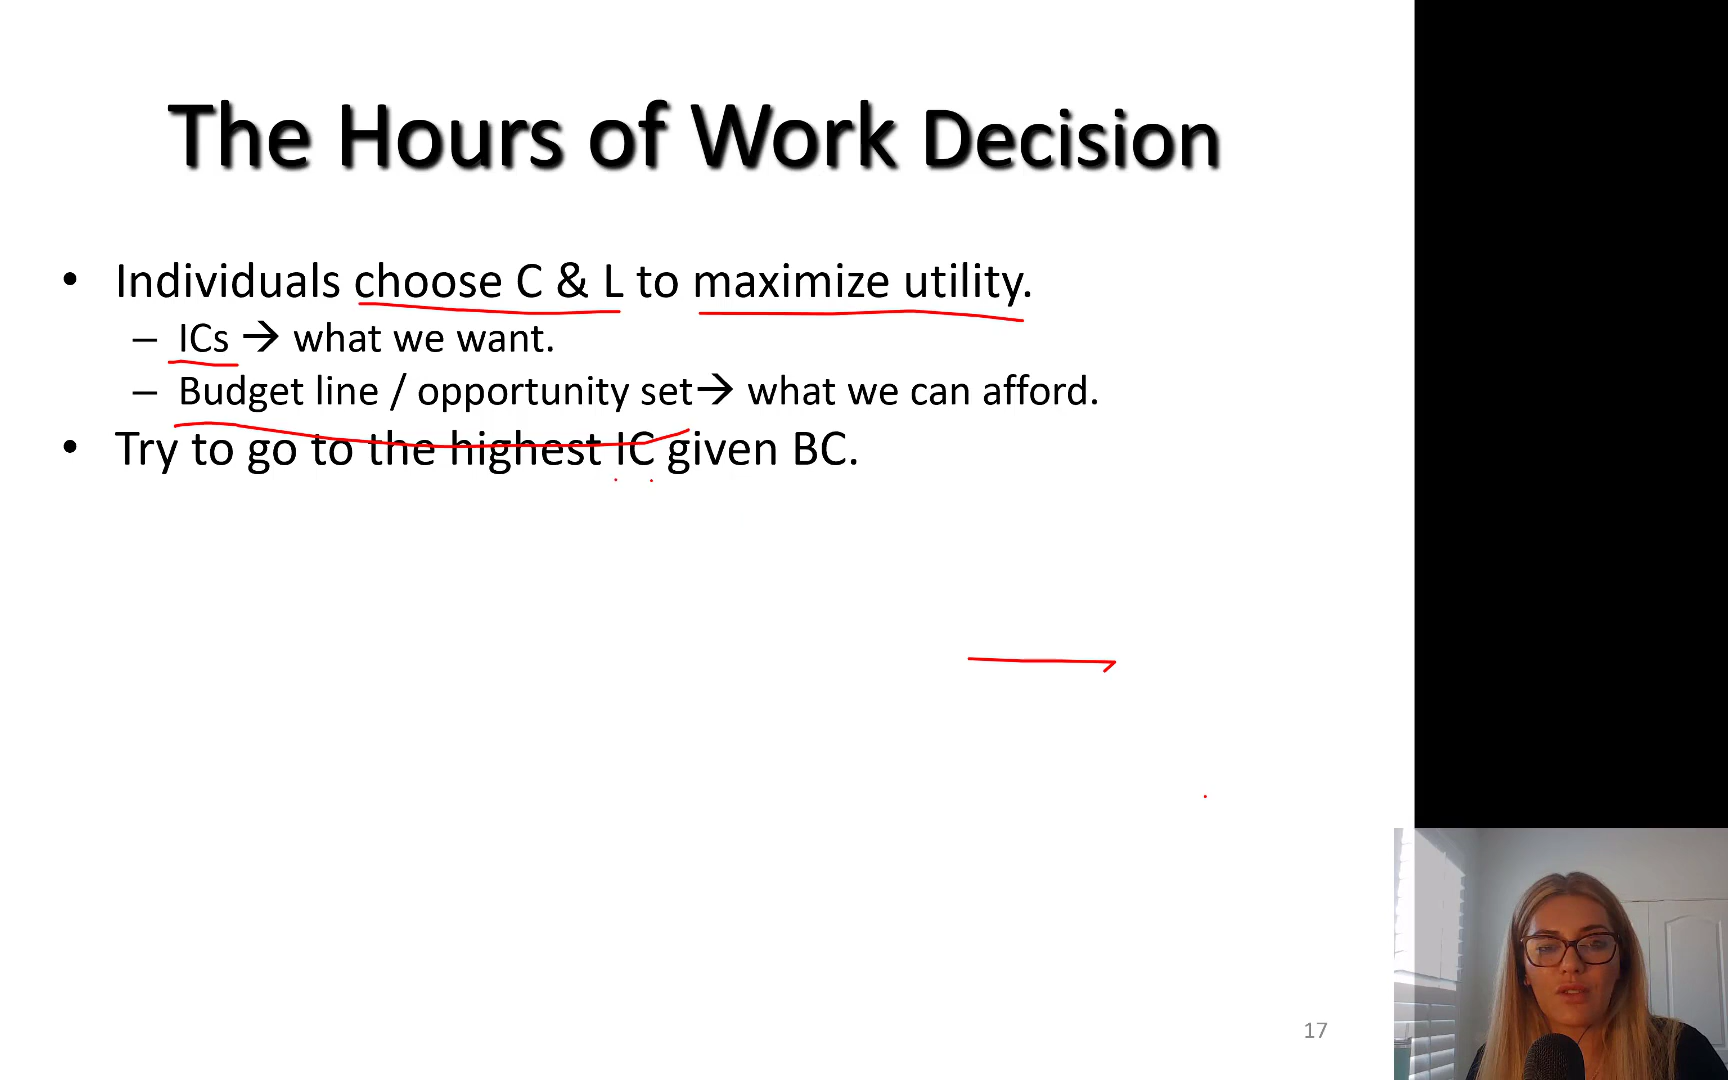 The Hours of Work Decision
• Individuals choose C & L to maximize utility.
– ICs → what we want.
– Budget line / opportunity set→ what we can afford.
• Try to go to the highest IC given BC.
17